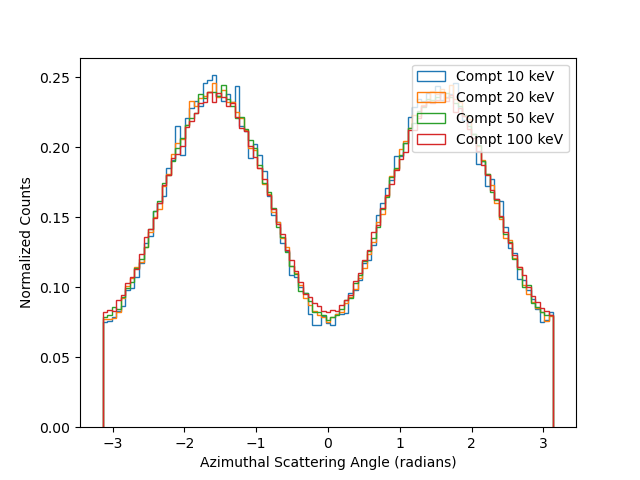 0.25
0.20
0.15
0.10
0.05
0.00
Normalized Counts
−3
−2
−1
0
1
2
3
Azimuthal Scattering Angle (radians)
Compt 10 keV
Compt 20 keV
Compt 50 keV
Compt 100 keV